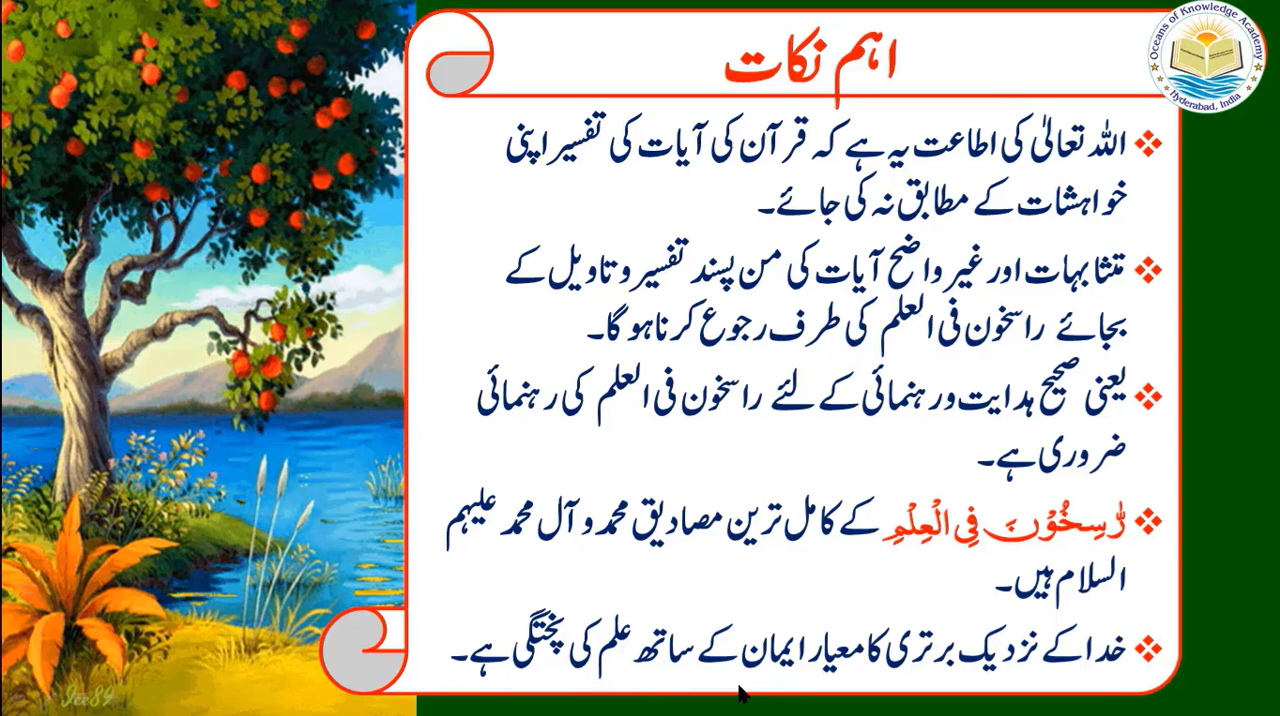 اہم نکات
Oceans of Knowledge Academy
Hyderabad, India
اللہ تعالیٰ کی اطاعت یہ ہے کہ قرآن کی آیات کی تفسیر اپنی
خواہشات کے مطابق نہ کی جائے۔
متشابہات اور غیر واضح آیات کی من پسند تفسیر و تاویل کے
بجائے راسخون فی العلم کی طرف رجوع کرنا ہوگا۔
یعنی صحیح ہدایت و رہنمائی کے لئے راسخون فی العلم کی رہنمائی
ضروری ہے۔
رّٰسِخُوْنَ فِی الْعِلْمِ کے کامل ترین مصادیق محمد و آل محمد علیہم
السلام ہیں۔
خدا کے نزدیک برتری کا معیار ایمان کے ساتھ علم کی پختگی ہے۔